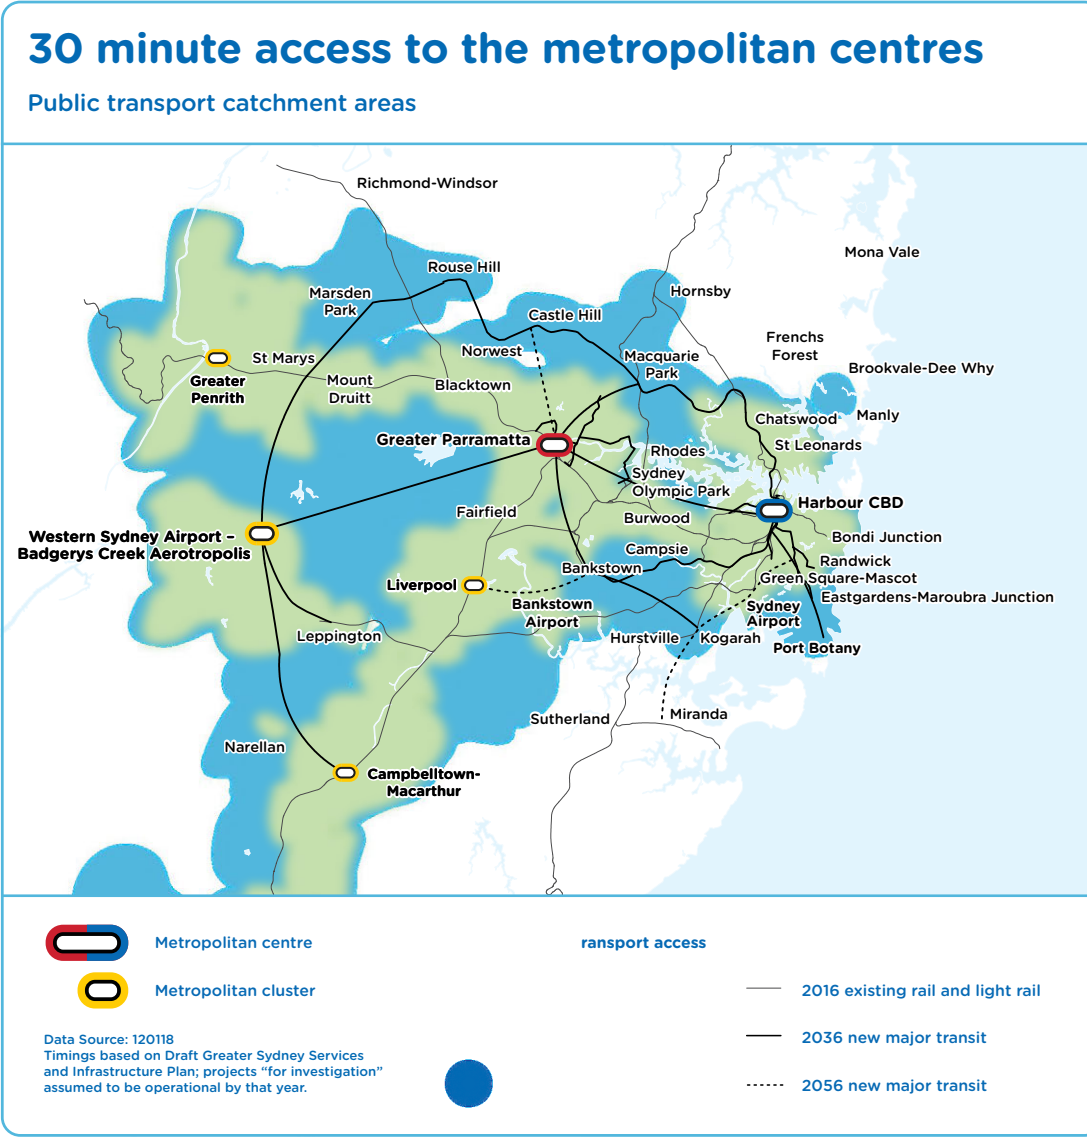 30 minute access to the metropolitan centres
Public transport catchment areas
Richmond-Windsor
Mona Vale
Rouse Hill
Hornsby
Marsden
Park
Castle Hill
Frenchs
Forest
Norwest
Macquarie
Park
St Marys
Brookvale-Dee Why
Greater
Penrith
Mount
Druitt
Blacktown
Chatswood
Manly
Greater Parramatta
St Leonards
Rhodes
Sydney
Olympic Park
Harbour CBD
Fairfield
Burwood
Western Sydney Airport –
Badgerys Creek Aerotropolis
Bondi Junction
Campsie
Randwick
Bankstown
Green Square-Mascot
Liverpool
Eastgardens-Maroubra Junction
Bankstown
Airport
Sydney
Airport
Leppington
Hurstville
Kogarah
Port Botany
Sutherland
Miranda
Narellan
Campbelltown-
Macarthur
Metropolitan centre
Metropolitan cluster
Data Source: 120118
Timings based on Draft Greater Sydney Services
and Infrastructure Plan; projects “for investigation”
assumed to be operational by that year.
ransport access
2016 existing rail and light rail
2036 new major transit
2056 new major transit